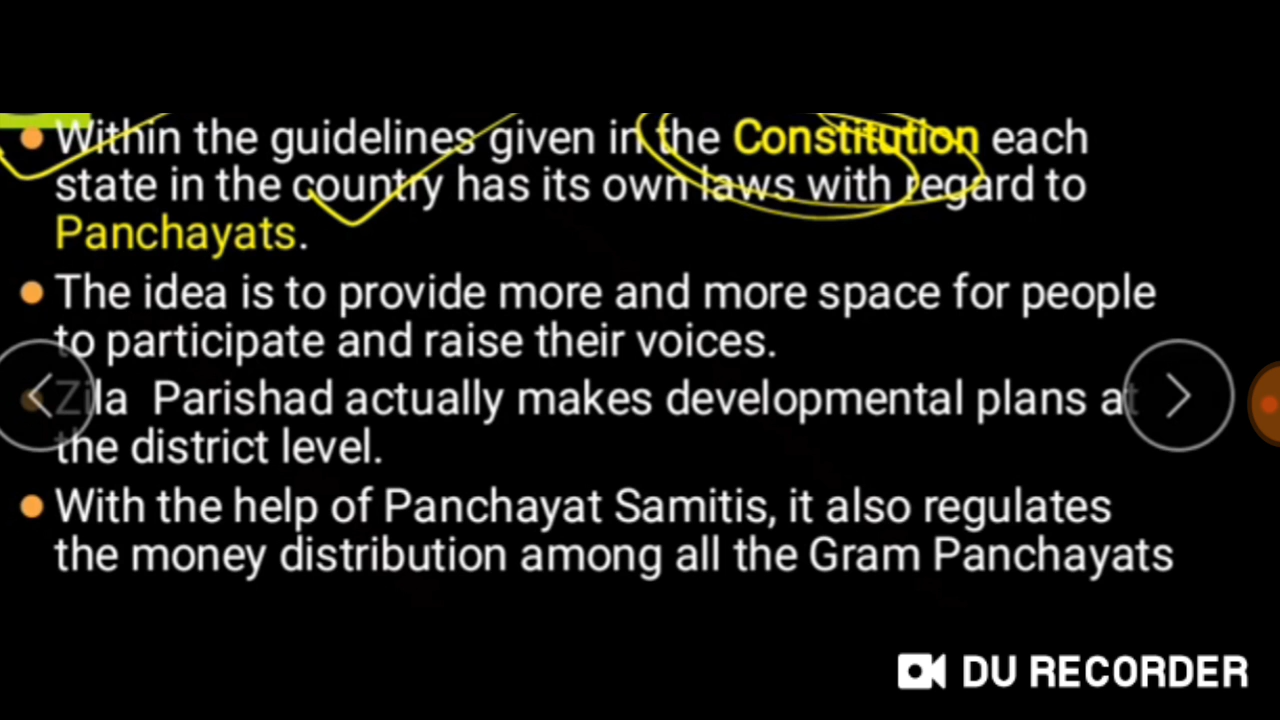 Within the guidelines given in the Constitution each
state in the country has its own laws with regard to
Panchayats.
The idea is to provide more and more space for people
to participate and raise their voices.
Zila Parishad actually makes developmental plans at
the district level.
With the help of Panchayat Samitis, it also regulates
the money distribution among all the Gram Panchayats
DU RECORDER